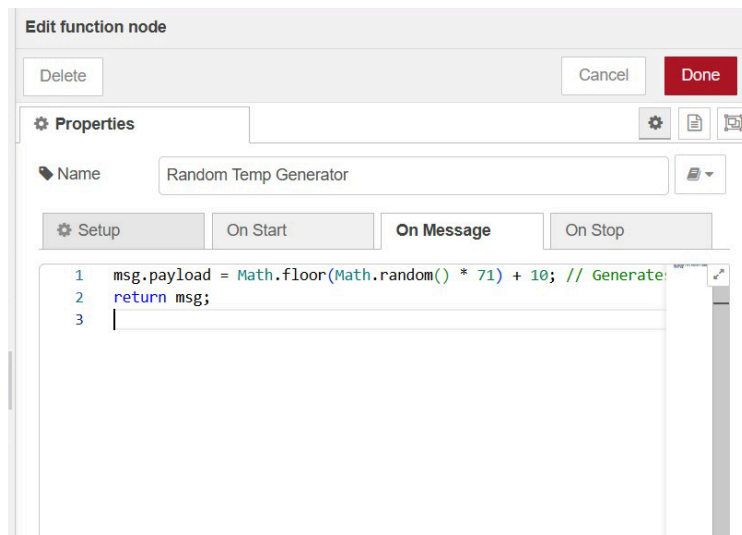 Edit function node
Delete
Cancel
Done
Properties
Name
Random Temp Generator
Setup
On Start
On Message
On Stop
1 msg.payload = Math.floor(Math.random() * 71) + 10; // Generate
2 return msg;
3